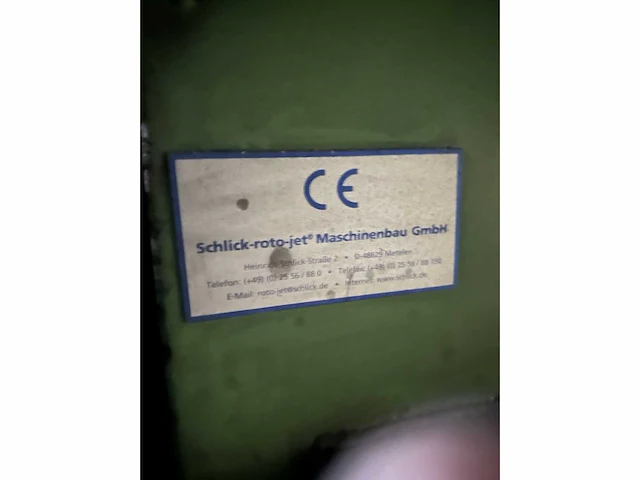 CE
Schlick-roto-jet® Maschinenbau GmbH
Heinrich-Schlick-Straße 2 • D-48629 Metelen
Telefon: (+49) (0) 25 56 / 88 0 • Telefax: (+49) (0) 25 56 / 88 150
E-Mail: roto-jet@schlick.de • Internet: www.schlick.de